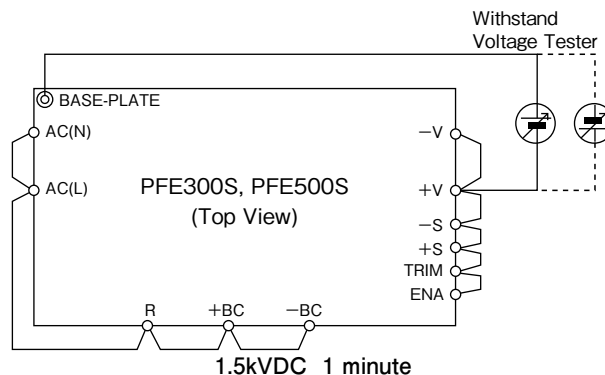 Withstand
Voltage Tester
BASE-PLATE
AC(N)
−V
AC(L)
PFE300S, PFE500S
(Top View)
+V
−S
+S
TRIM
ENA
R
+BC
−BC
1.5kVDC 1 minute